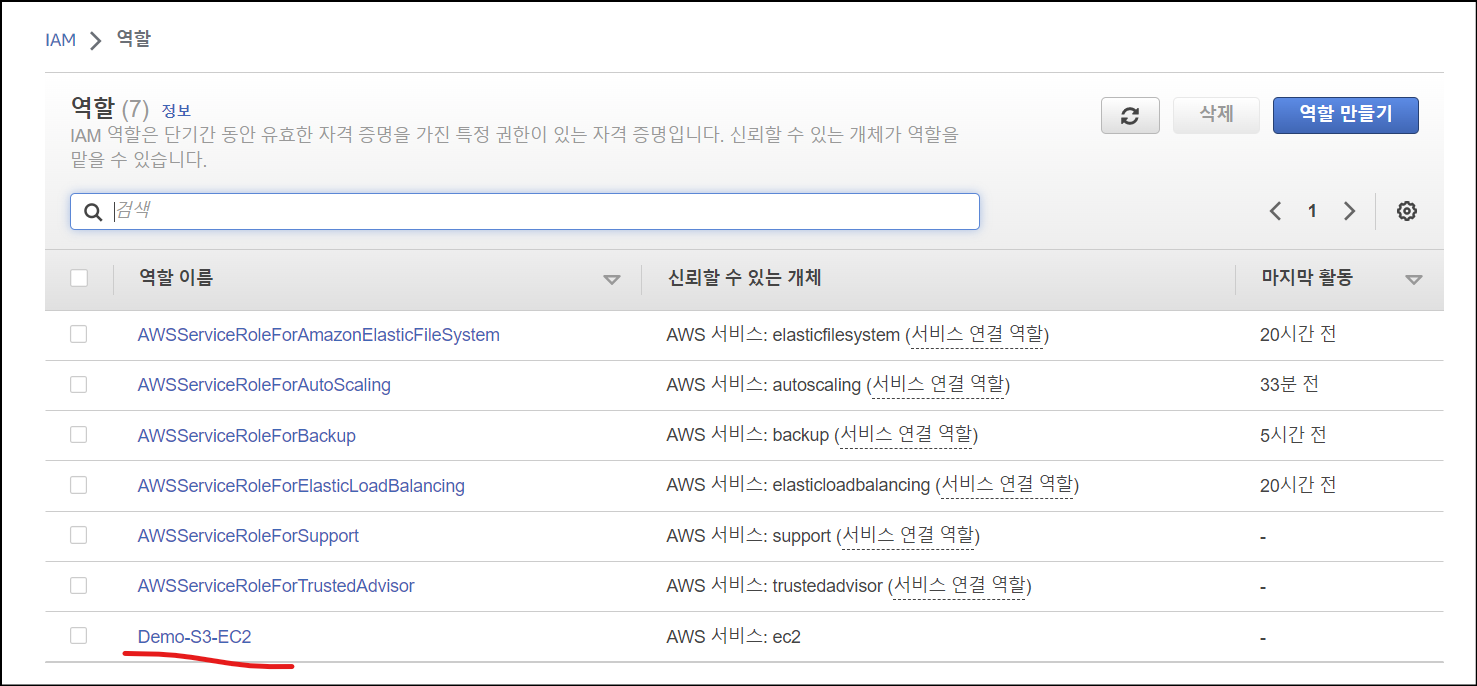 IAM > 역할
역할 (7) 정보
IAM 역할은 단기간 동안 유효한 자격 증명을 가진 특정 권한이 있는 자격 증명입니다. 신뢰할 수 있는 개체가 역할을
맡을 수 있습니다.
삭제
역할 만들기
검색
1
역할 이름 신뢰할 수 있는 개체 마지막 활동
AWSServiceRoleForAmazonElasticFileSystem AWS 서비스: elasticfilesystem (서비스 연결 역할) 20시간 전
AWSServiceRoleForAutoScaling AWS 서비스: autoscaling (서비스 연결 역할) 33분 전
AWSServiceRoleForBackup AWS 서비스: backup (서비스 연결 역할) 5시간 전
AWSServiceRoleForElasticLoadBalancing AWS 서비스: elasticloadbalancing (서비스 연결 역할) 20시간 전
AWSServiceRoleForSupport AWS 서비스: support (서비스 연결 역할) -
AWSServiceRoleForTrustedAdvisor AWS 서비스: trustedadvisor (서비스 연결 역할) -
Demo-S3-EC2 AWS 서비스: ec2 -